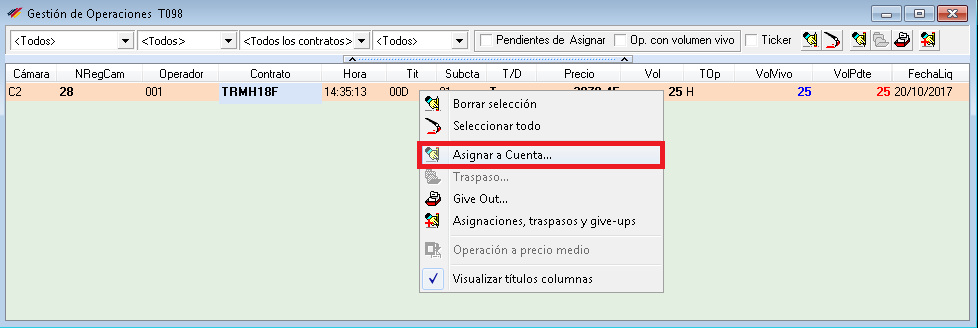 Gestión de Operaciones T098
<Todos> <Todos> <Todos los contratos> <Todos> Pendientes de Asignar Op. con volumen vivo Ticker
Cámara NRegCam Operador Contrato Hora Tit Subcta T/D Precio Vol TOp VolVivo VolPdte FechaLiq
C2 28 001 TRMH18F 14:35:13 00D 25 H 25 25 20/10/2017
Borrar selección
Seleccionar todo
Asignar a Cuenta...
Traspaso...
Give Out...
Asignaciones, traspasos y give-ups
Operación a precio medio
Visualizar títulos columnas